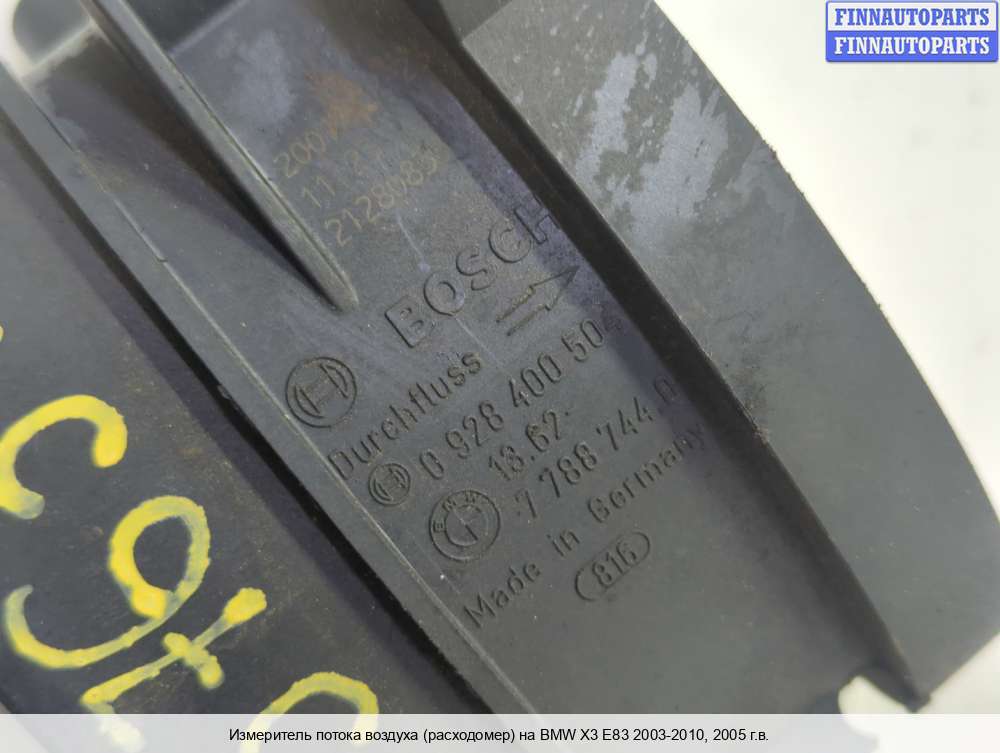 FINNAUTOPARTS
FINNAUTOPARTS
BOSCH
Durchfluss
0 928 400 504
13.62.
BMW
7 788 744
Made in Germany
816
Измеритель потока воздуха (расходомер) на BMW X3 E83 2003-2010, 2005 г.в.